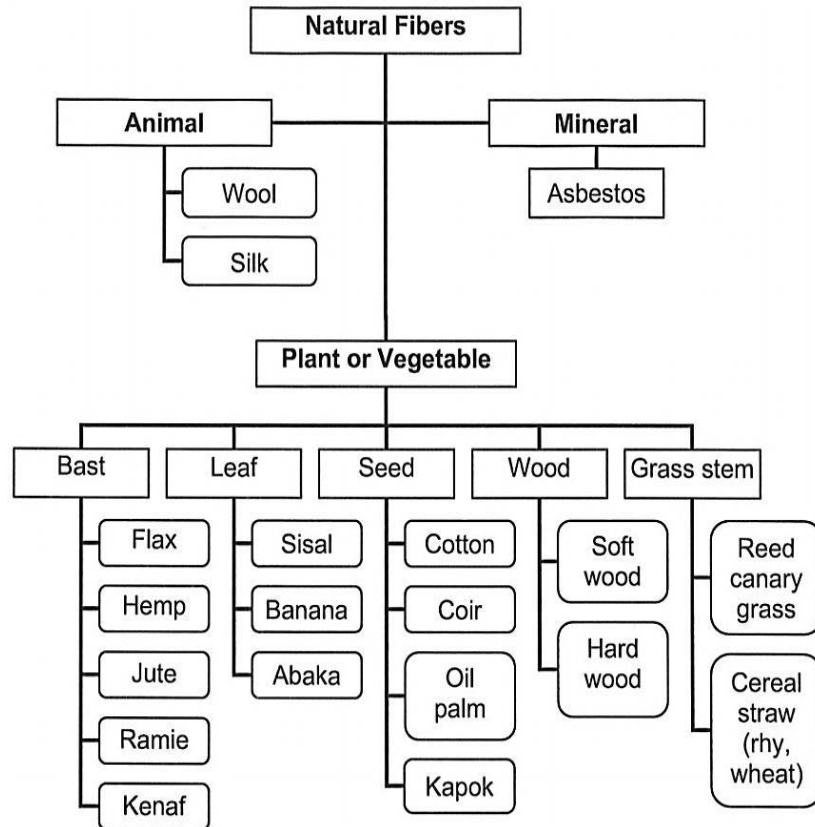 Natural Fibers
Animal
Mineral
Wool
Asbestos
Silk
Plant or Vegetable
Bast
Leaf
Seed
Wood
Grass stem
Flax
Hemp
Jute
Ramie
Kenaf
Sisal
Banana
Abaka
Cotton
Coir
Oil
palm
Kapok
Soft
wood
Hard
wood
Reed
canary
grass
Cereal
straw
(rhy,
wheat)